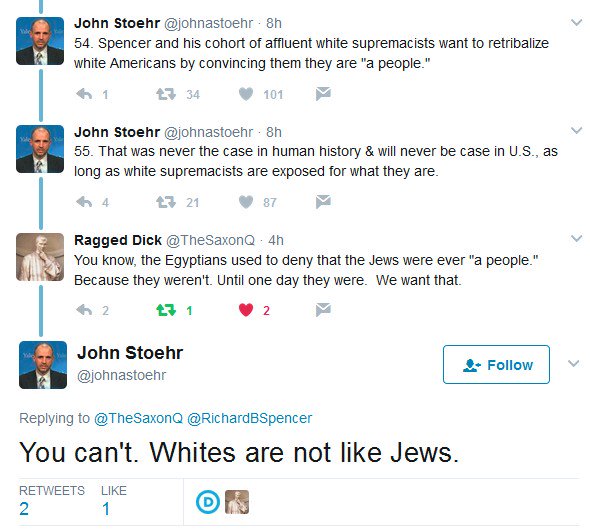 John Stoehr @johnastoehr · 8h
54. Spencer and his cohort of affluent white supremacists want to retribalize
white Americans by convincing them they are "a people."
1 34 101
John Stoehr @johnastoehr · 8h
55. That was never the case in human history & will never be case in U.S., as
long as white supremacists are exposed for what they are.
4 21 87
Ragged Dick @TheSaxonQ · 4h
You know, the Egyptians used to deny that the Jews were ever "a people."
Because they weren't. Until one day they were.  We want that.
2 1 2
John Stoehr
@johnastoehr
Follow
Replying to @TheSaxonQ @RichardBSpencer
You can't. Whites are not like Jews.
RETWEETS LIKE
2 1